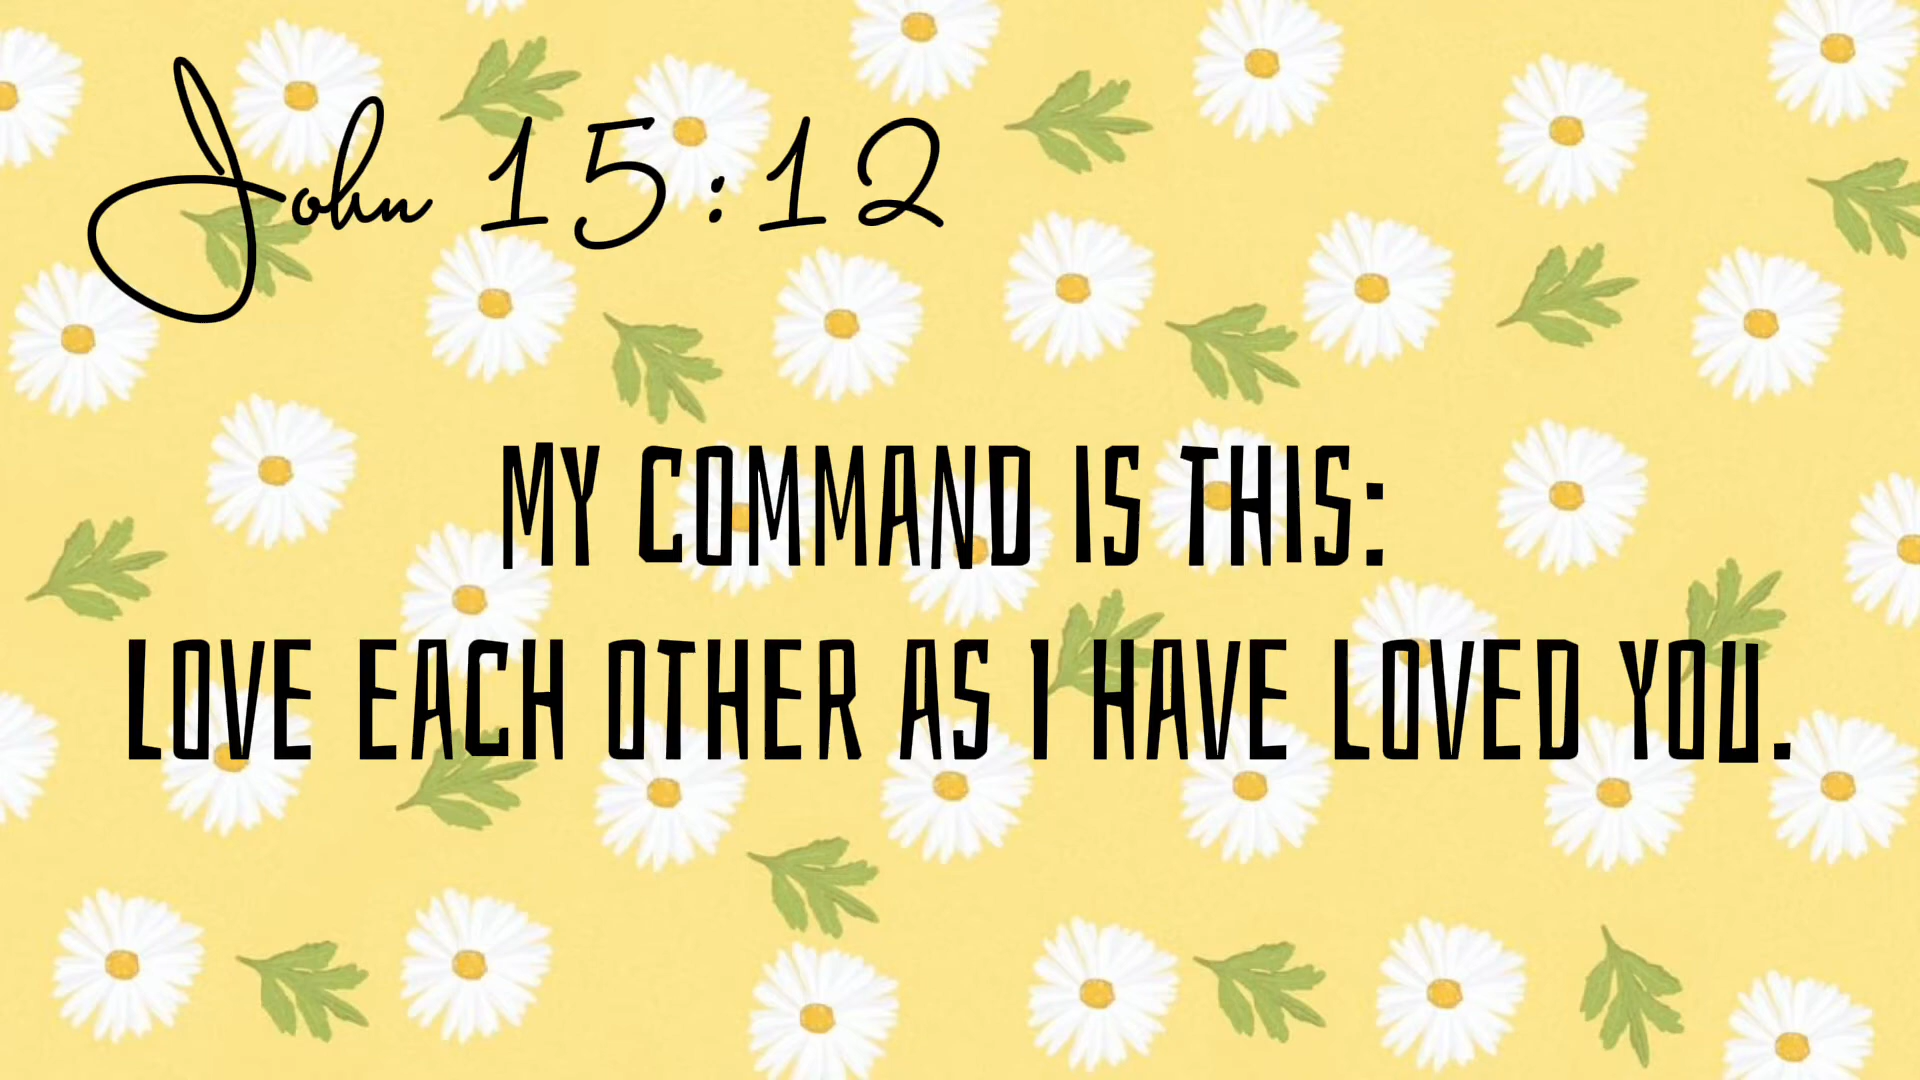 John 15:12
MY COMMAND IS THIS:
LOVE EACH OTHER AS I HAVE LOVED YOU.